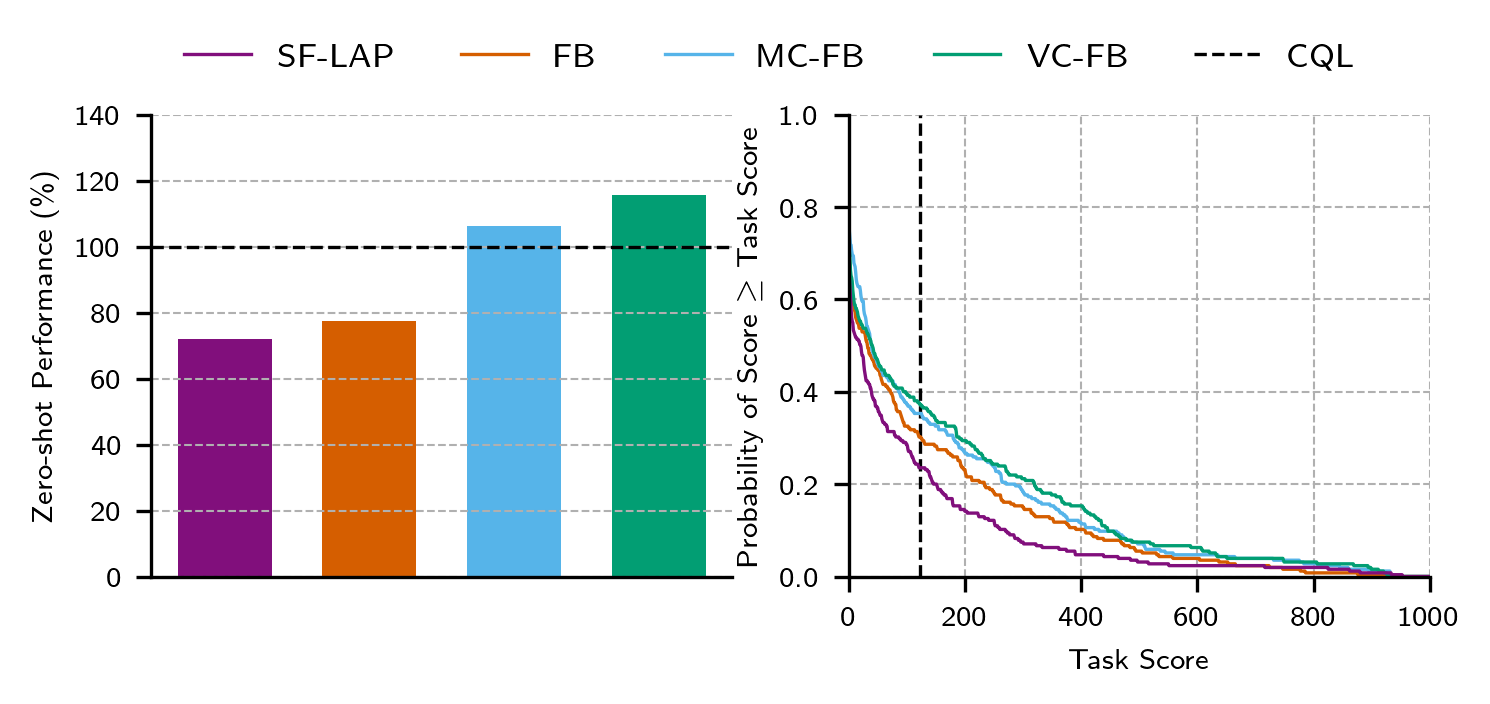 SF-LAP FB MC-FB VC-FB CQL
Zero-shot Performance (%)
140
120
100
80
60
40
20
0
Probability of Score ≥ Task Score
1.0
0.8
0.6
0.4
0.2
0.0
0 200 400 600 800 1000
Task Score